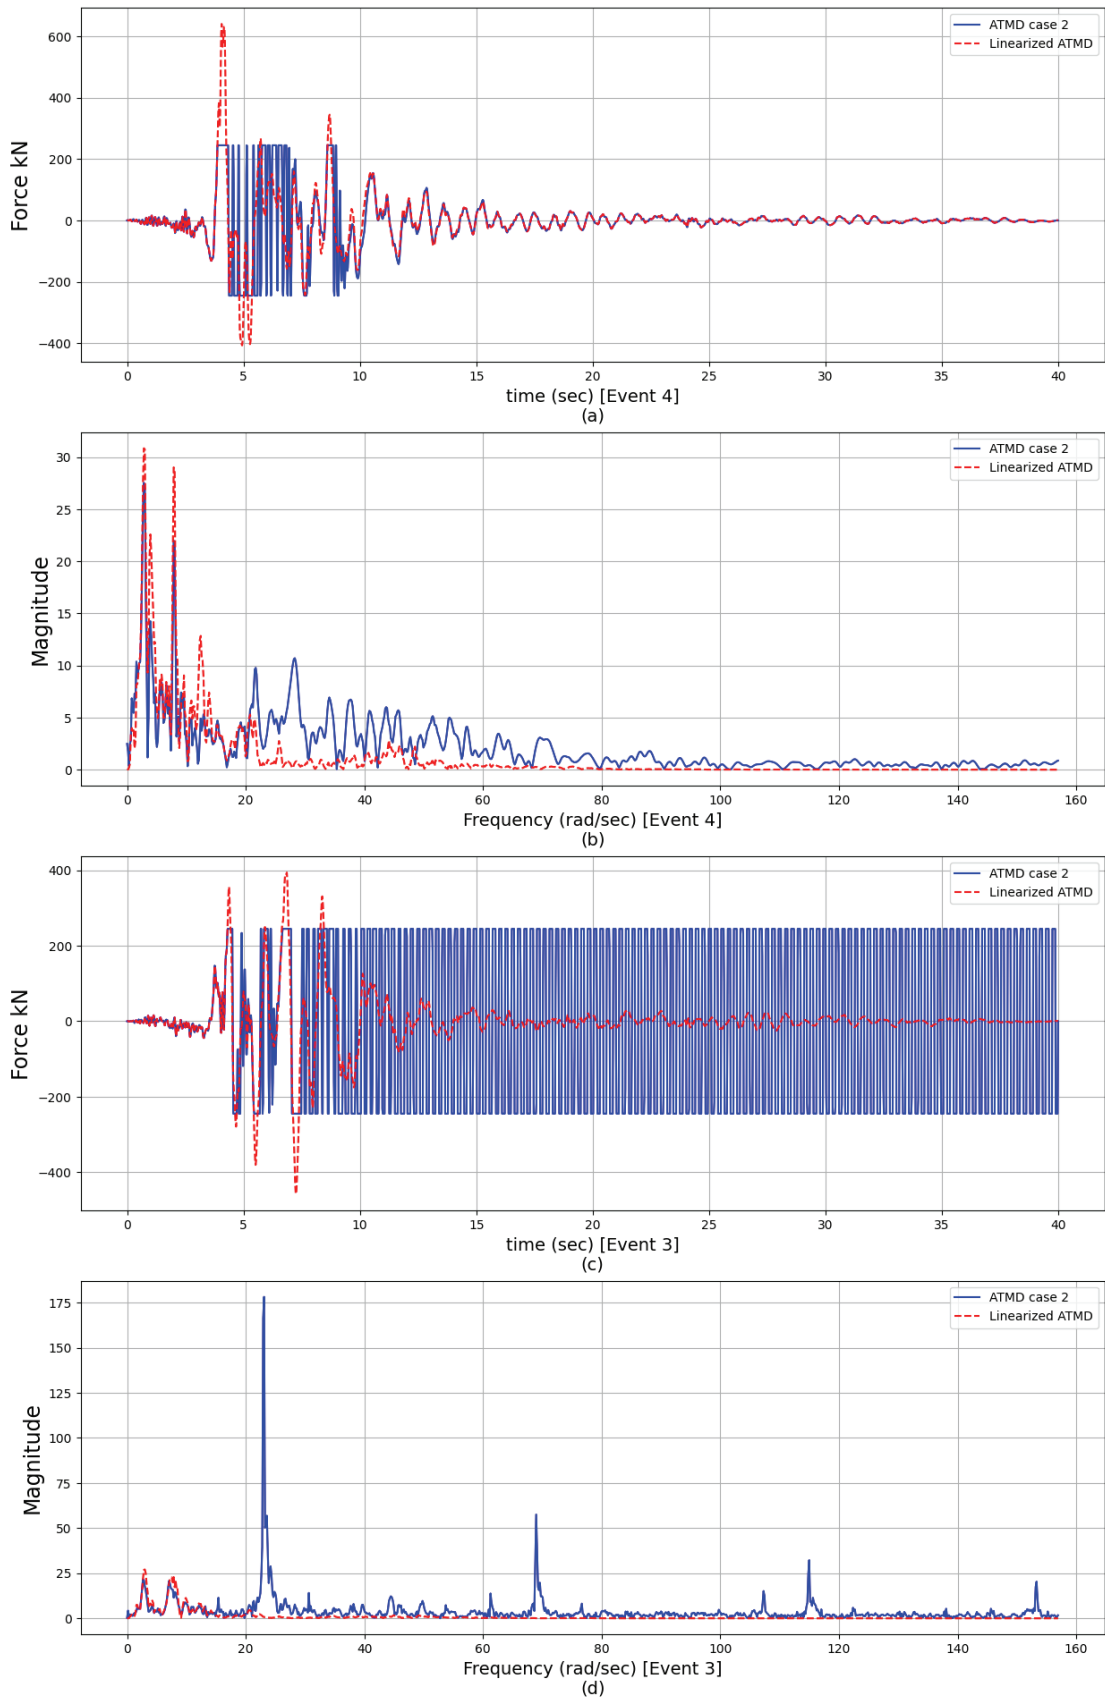 ATMD case 2
Linearized ATMD
Force kN
600
400
200
0
−200
−400
0 5 10 15 20 25 30 35 40
time (sec) [Event 4]
(a)
ATMD case 2
Linearized ATMD
Magnitude
30
25
20
15
10
5
0
0 20 40 60 80 100 120 140 160
Frequency (rad/sec) [Event 4]
(b)
ATMD case 2
Linearized ATMD
Force kN
400
200
0
−200
−400
0 5 10 15 20 25 30 35 40
time (sec) [Event 3]
(c)
ATMD case 2
Linearized ATMD
Magnitude
175
150
125
100
75
50
25
0
0 20 40 60 80 100 120 140 160
Frequency (rad/sec) [Event 3]
(d)